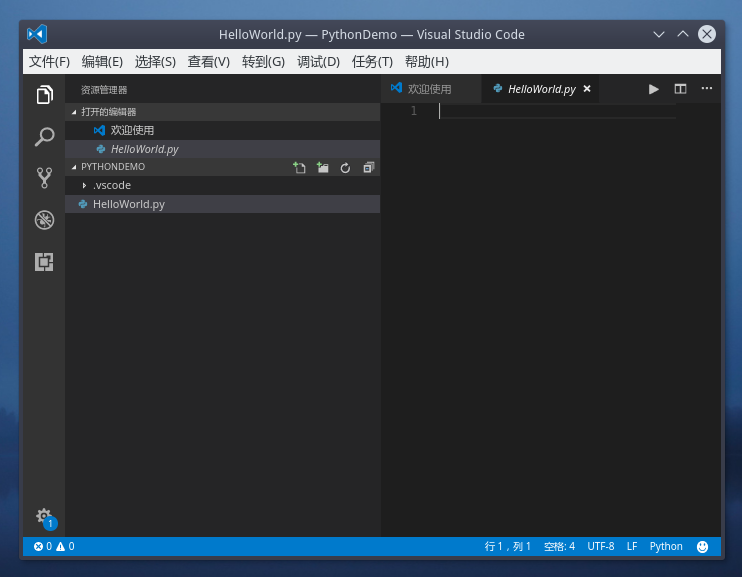 HelloWorld.py — PythonDemo — Visual Studio Code
文件(F) 编辑(E) 选择(S) 查看(V) 转到(G) 调试(D) 任务(T) 帮助(H)
资源管理器
欢迎使用 HelloWorld.py
打开的编辑器
欢迎使用
HelloWorld.py
PYTHONDEMO
.vscode
HelloWorld.py
1
1
0 0 行 1，列 1 空格: 4 UTF-8 LF Python